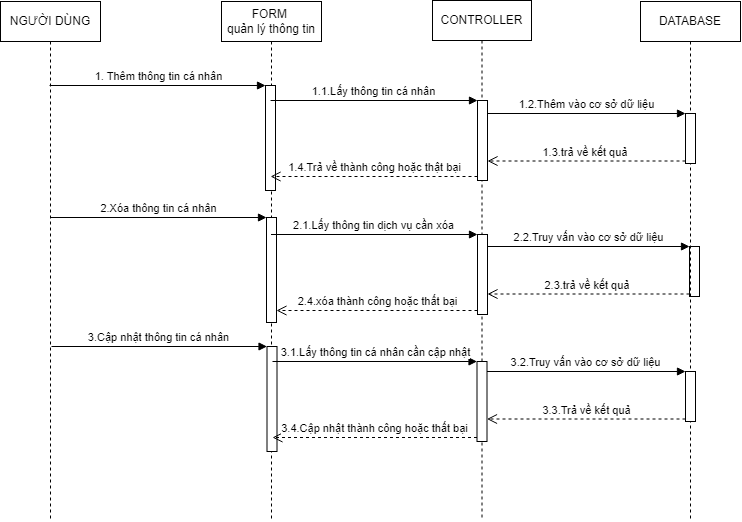 NGƯỜI DÙNG
FORM
quản lý thông tin
CONTROLLER
DATABASE
1. Thêm thông tin cá nhân
1.1.Lấy thông tin cá nhân
1.2.Thêm vào cơ sở dữ liệu
1.3.trả về kết quả
1.4.Trả về thành công hoặc thật bại
2.Xóa thông tin cá nhân
2.1.Lấy thông tin dịch vụ cần xóa
2.2.Truy vấn vào cơ sở dữ liệu
2.3.trả về kết quả
2.4.xóa thành công hoặc thất bại
3.Cập nhật thông tin cá nhân
3.1.Lấy thông tin cá nhân cần cập nhật
3.2.Truy vấn vào cơ sở dữ liệu
3.3.Trả về kết quả
3.4.Cập nhật thành công hoặc thất bại